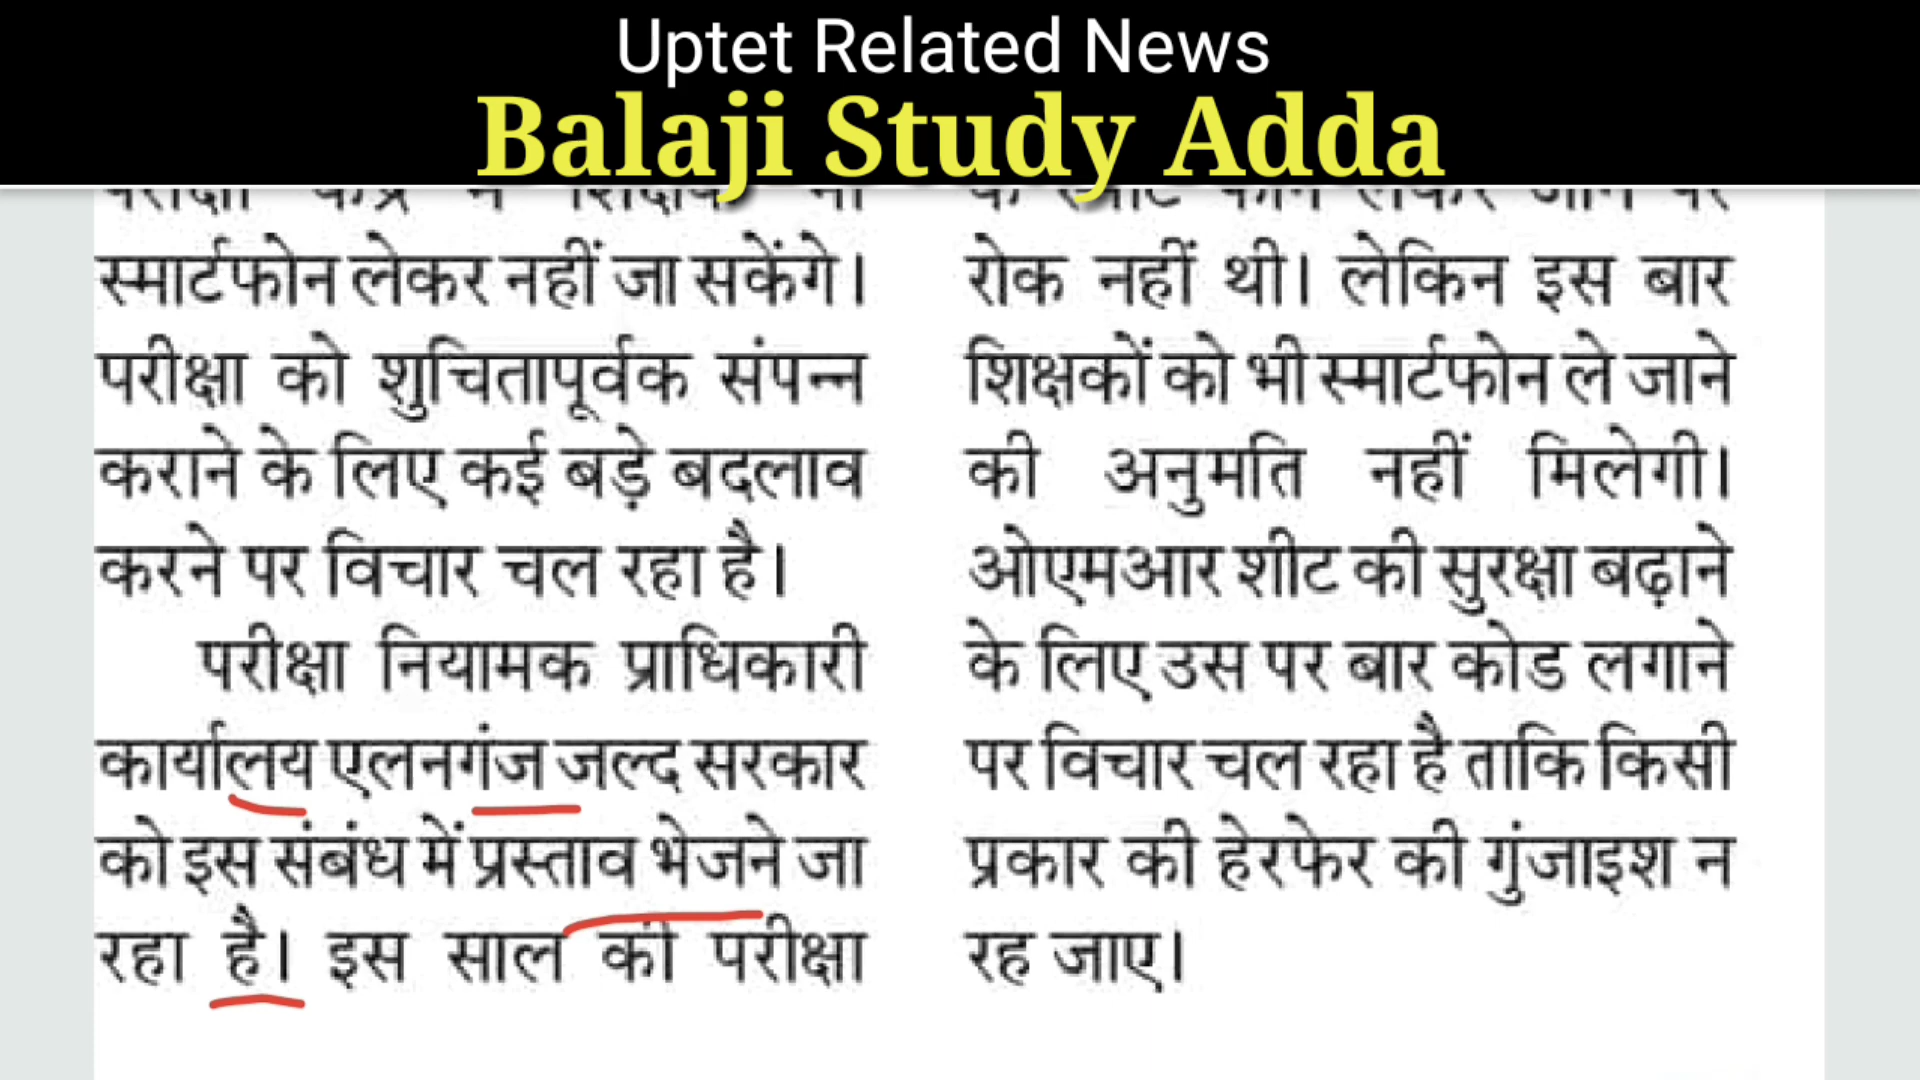 Uptet Related News
Balaji Study Adda
स्मार्टफोन लेकर नहीं जा सकेंगे।
परीक्षा को शुचितापूर्वक संपन्न
कराने के लिए कई बड़े बदलाव
करने पर विचार चल रहा है।
परीक्षा नियामक प्राधिकारी
कार्यालय एलनगंज जल्द सरकार
को इस संबंध में प्रस्ताव भेजने जा
रहा है। इस साल की परीक्षा
रोक नहीं थी। लेकिन इस बार
शिक्षकों को भी स्मार्टफोन ले जाने
की अनुमति नहीं मिलेगी।
ओएमआर शीट की सुरक्षा बढ़ाने
के लिए उस पर बार कोड लगाने
पर विचार चल रहा है ताकि किसी
प्रकार की हेरफेर की गुंजाइश न
रह जाए।